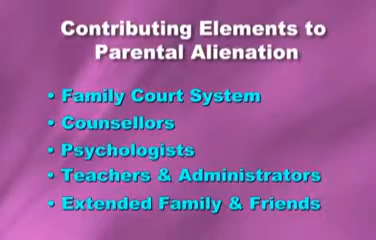 Contributing Elements to
Parental Alienation
• Family Court System
• Counsellors
• Psychologists
• Teachers & Administrators
• Extended Family & Friends